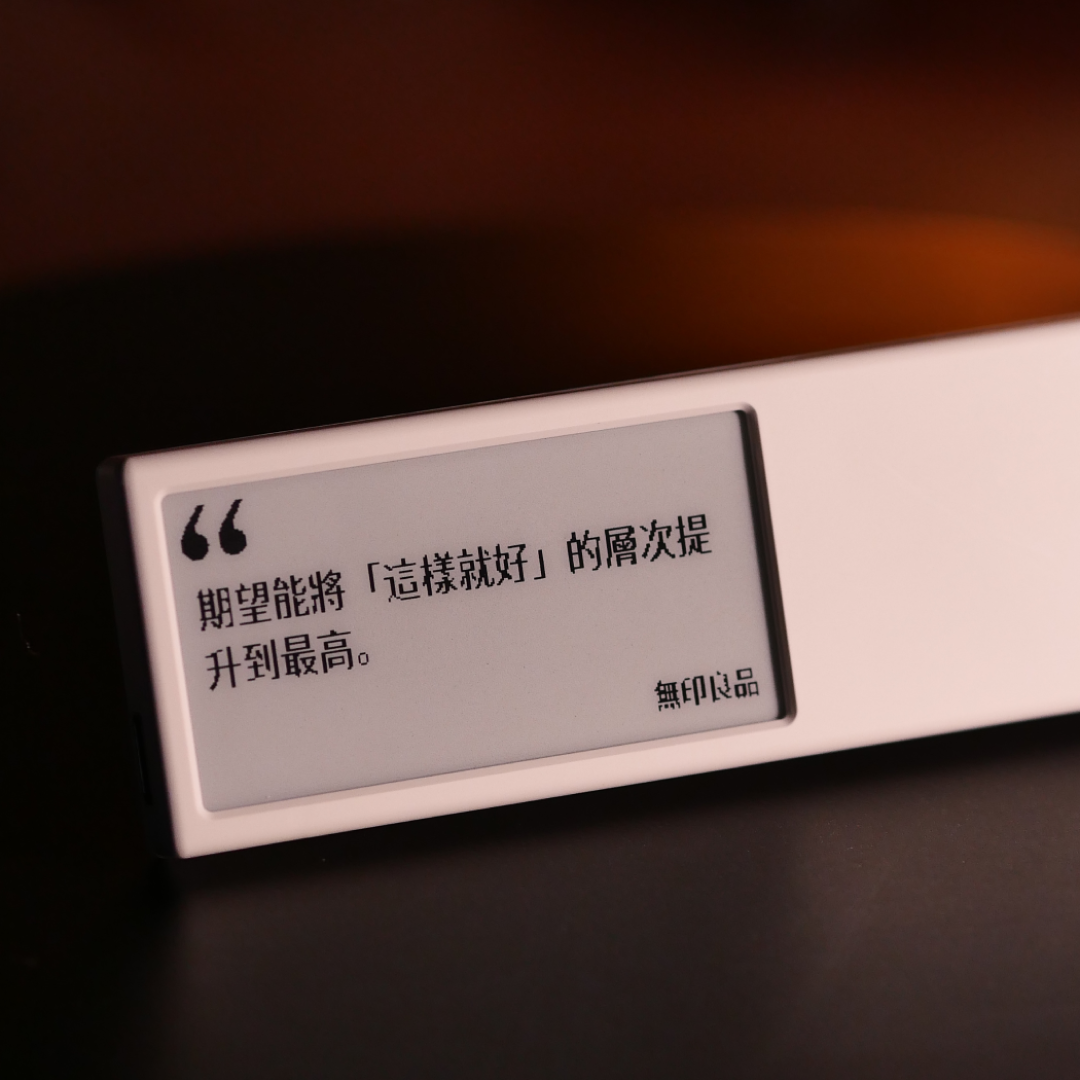 “
期望能將「這樣就好」的層次提
升到最高。
無印良品